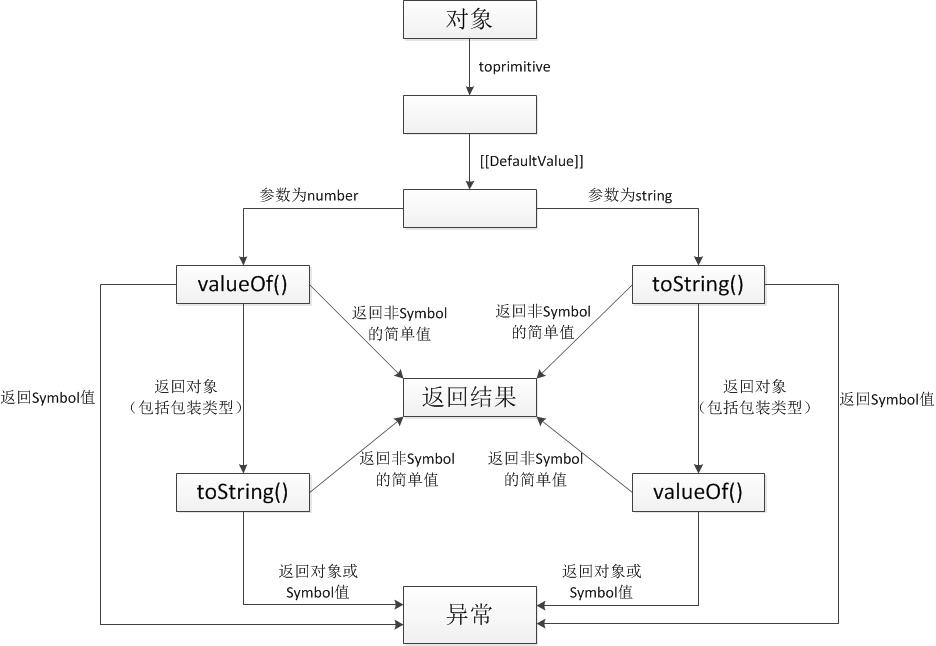 对象
toprimitive
[[DefaultValue]]
参数为number
参数为string
valueOf()
toString()
返回非Symbol
的简单值
返回非Symbol
的简单值
返回Symbol值
返回对象
（包括包装类型）
返回结果
返回对象
（包括包装类型）
返回Symbol值
返回非Symbol
的简单值
返回非Symbol
的简单值
toString()
valueOf()
返回对象或
Symbol值
返回对象或
Symbol值
异常